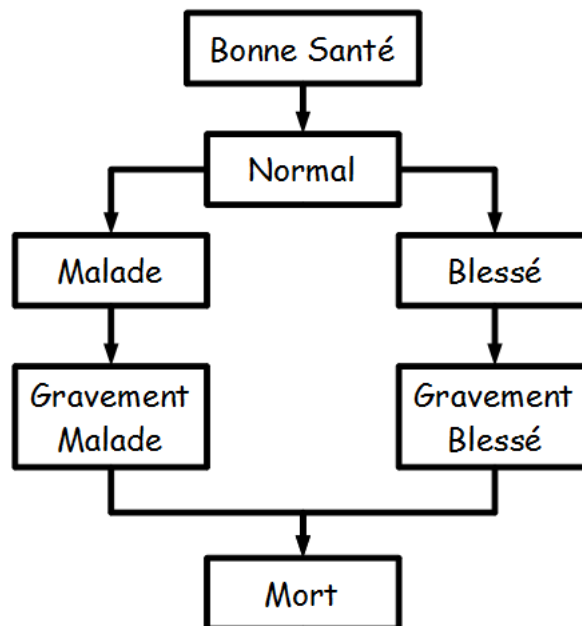 Bonne Santé
Normal
Malade
Blessé
Gravement
Malade
Gravement
Blessé
Mort